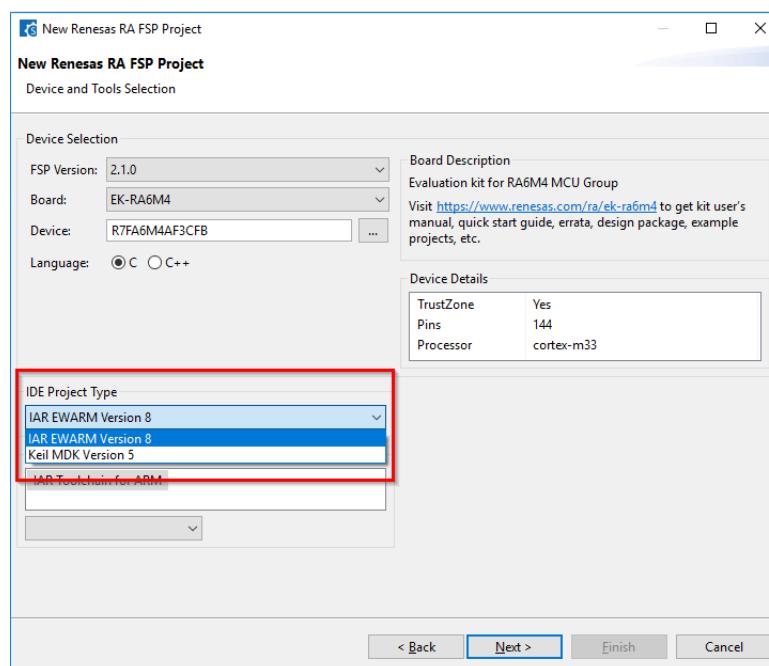 New Renesas RA FSP Project
New Renesas RA FSP Project
Device and Tools Selection
Device Selection
FSP Version: 2.1.0
Board: EK-RA6M4
Device: R7FA6M4AF3CFB ...
Language: C C++
Board Description
Evaluation kit for RA6M4 MCU Group
Visit https://www.renesas.com/ra/ek-ra6m4 to get kit user's
manual, quick start guide, errata, design package, example
projects, etc.
Device Details
TrustZone Yes
Pins 144
Processor cortex-m33
IDE Project Type
IAR EWARM Version 8
IAR EWARM Version 8
Keil MDK Version 5
IAR Toolchain for ARM
< Back Next > Finish Cancel